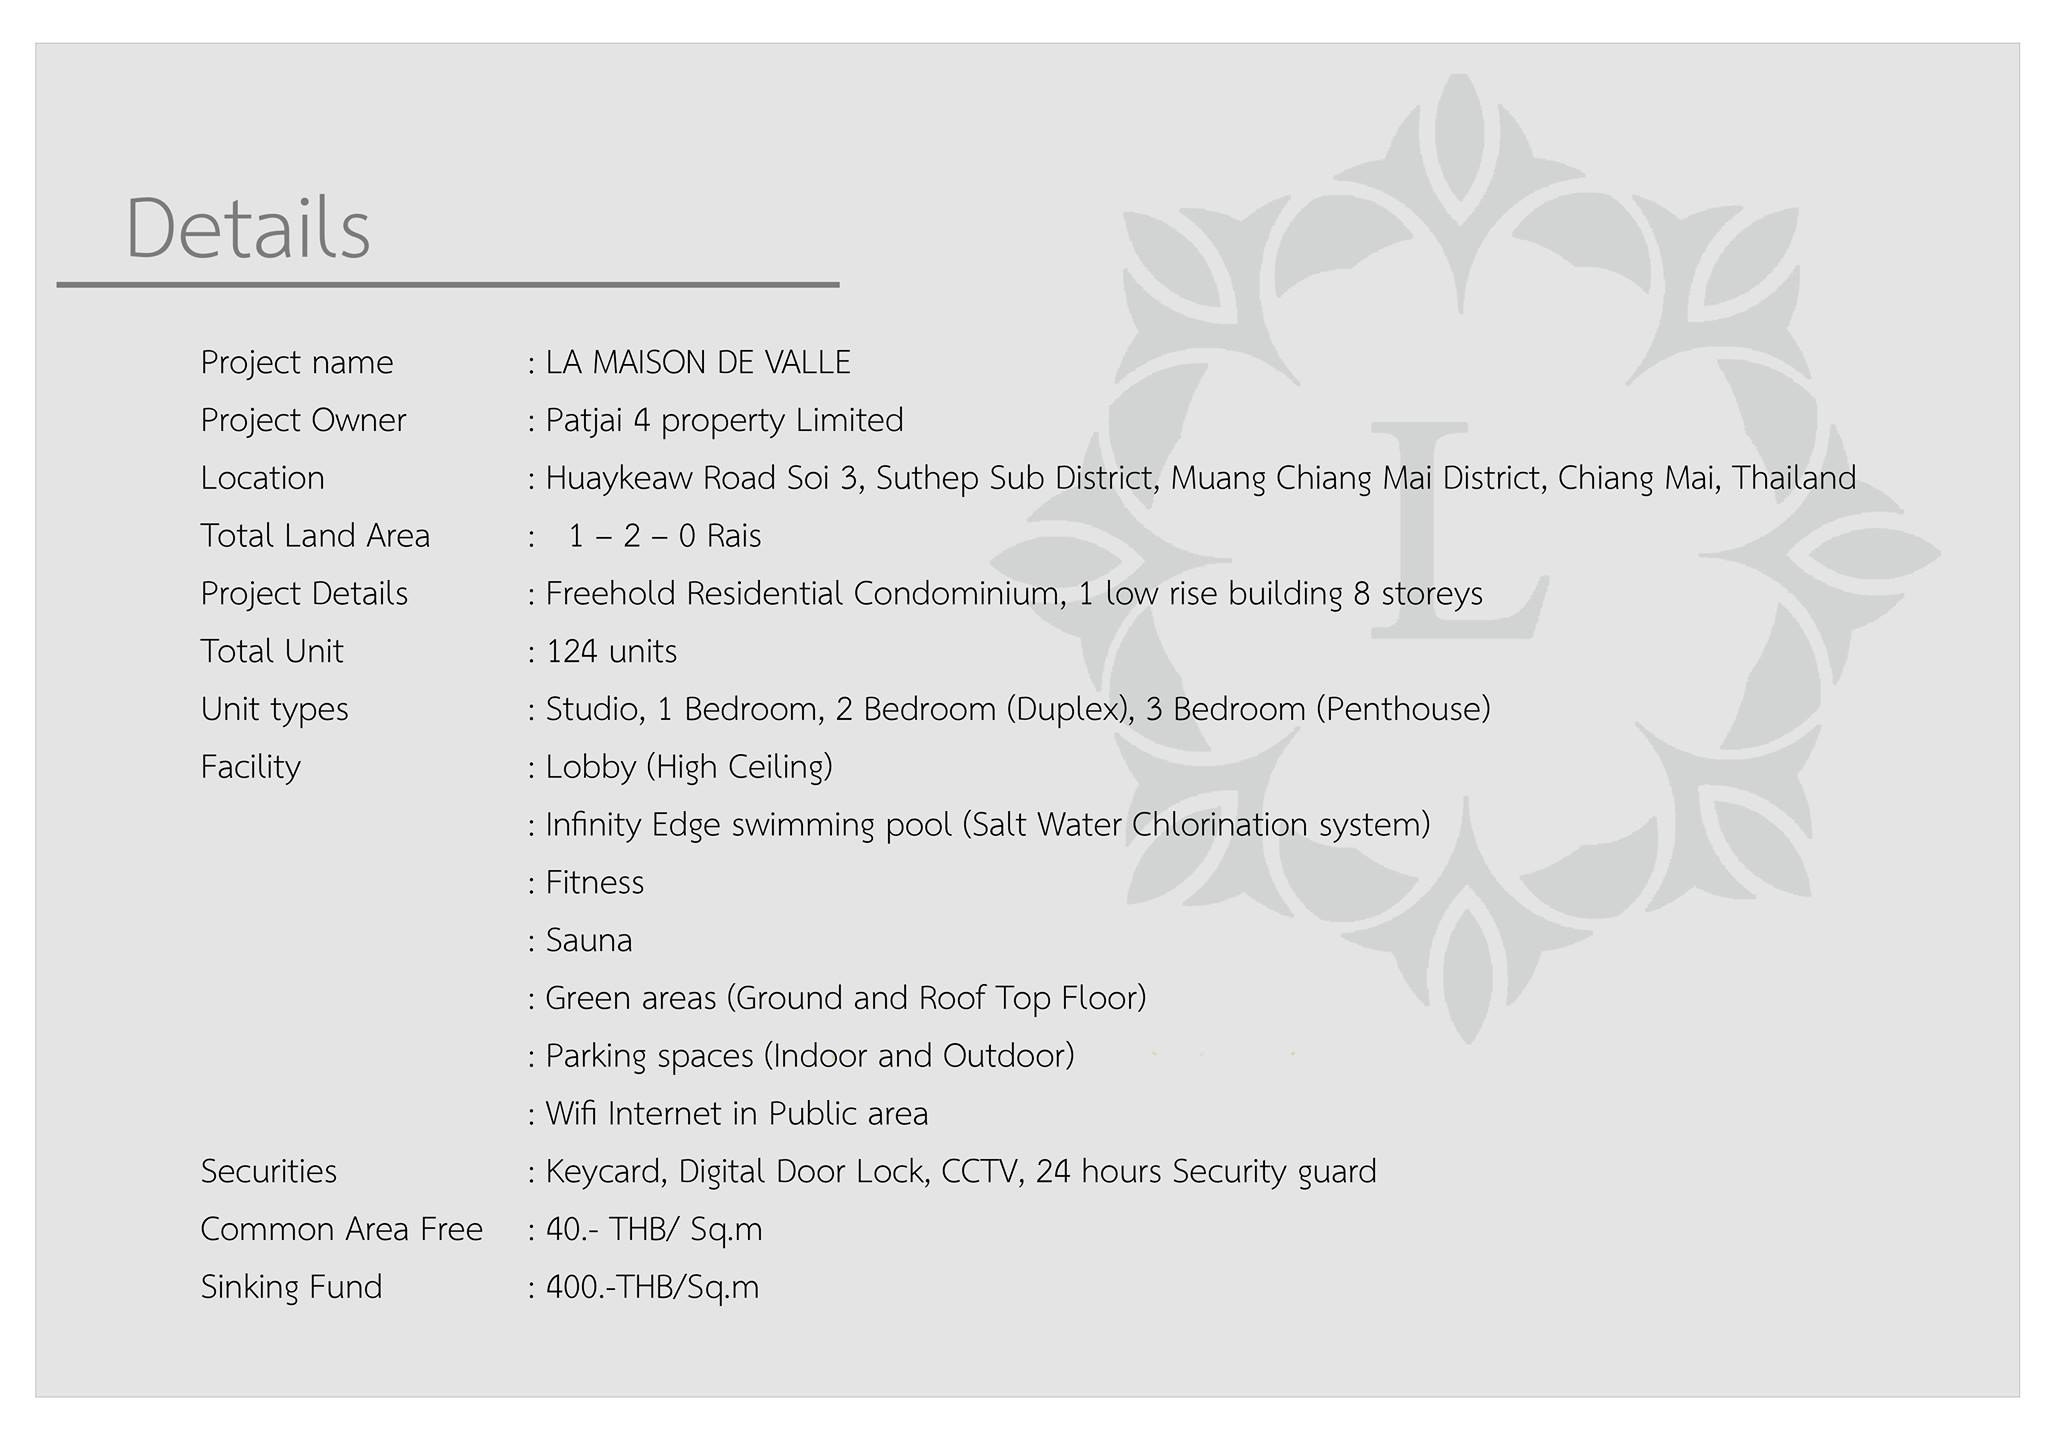 Details
Project name : LA MAISON DE VALLE
Project Owner : Patjai 4 property Limited
Location : Huaykeaw Road Soi 3, Suthep Sub District, Muang Chiang Mai District, Chiang Mai, Thailand
Total Land Area : 1 – 2 – 0 Rais
Project Details : Freehold Residential Condominium, 1 low rise building 8 storeys
Total Unit : 124 units
Unit types : Studio, 1 Bedroom, 2 Bedroom (Duplex), 3 Bedroom (Penthouse)
Facility : Lobby (High Ceiling)
: Infinity Edge swimming pool (Salt Water Chlorination system)
: Fitness
: Sauna
: Green areas (Ground and Roof Top Floor)
: Parking spaces (Indoor and Outdoor)
: Wifi Internet in Public area
Securities : Keycard, Digital Door Lock, CCTV, 24 hours Security guard
Common Area Free : 40.- THB/ Sq.m
Sinking Fund : 400.-THB/Sq.m
L